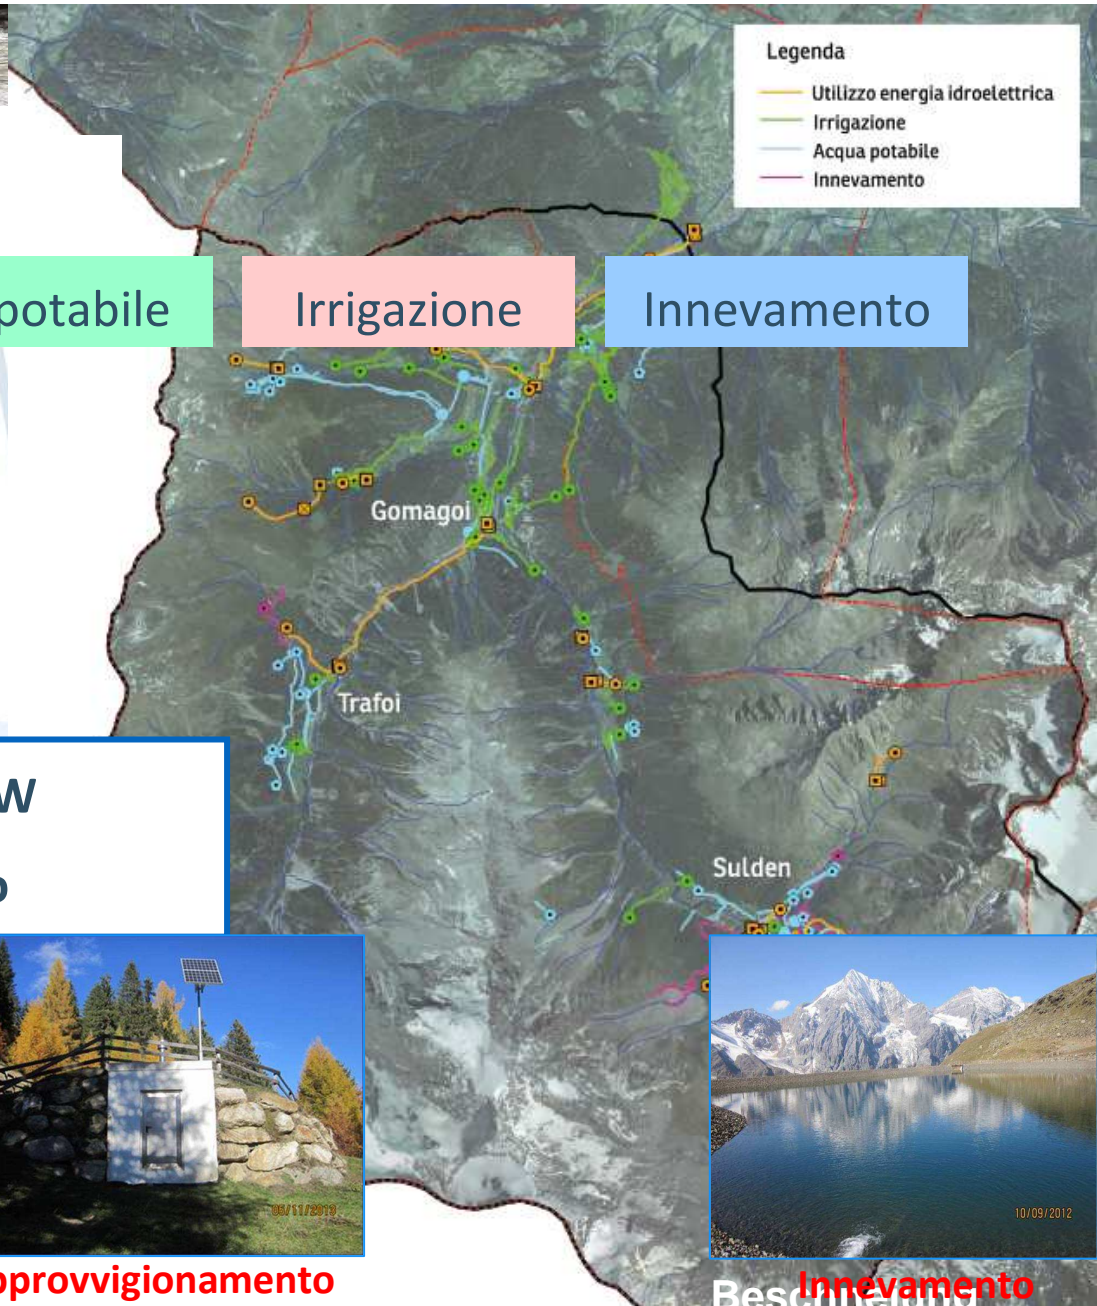 Legenda
Utilizzo energia idroelettrica
Irrigazione
Acqua potabile
Innevamento
potabile
Irrigazione
Innevamento
Gomagoi
Trafoi
W
Sulden
05/11/2013
10/09/2012
pprovvigionamento
Innevamento